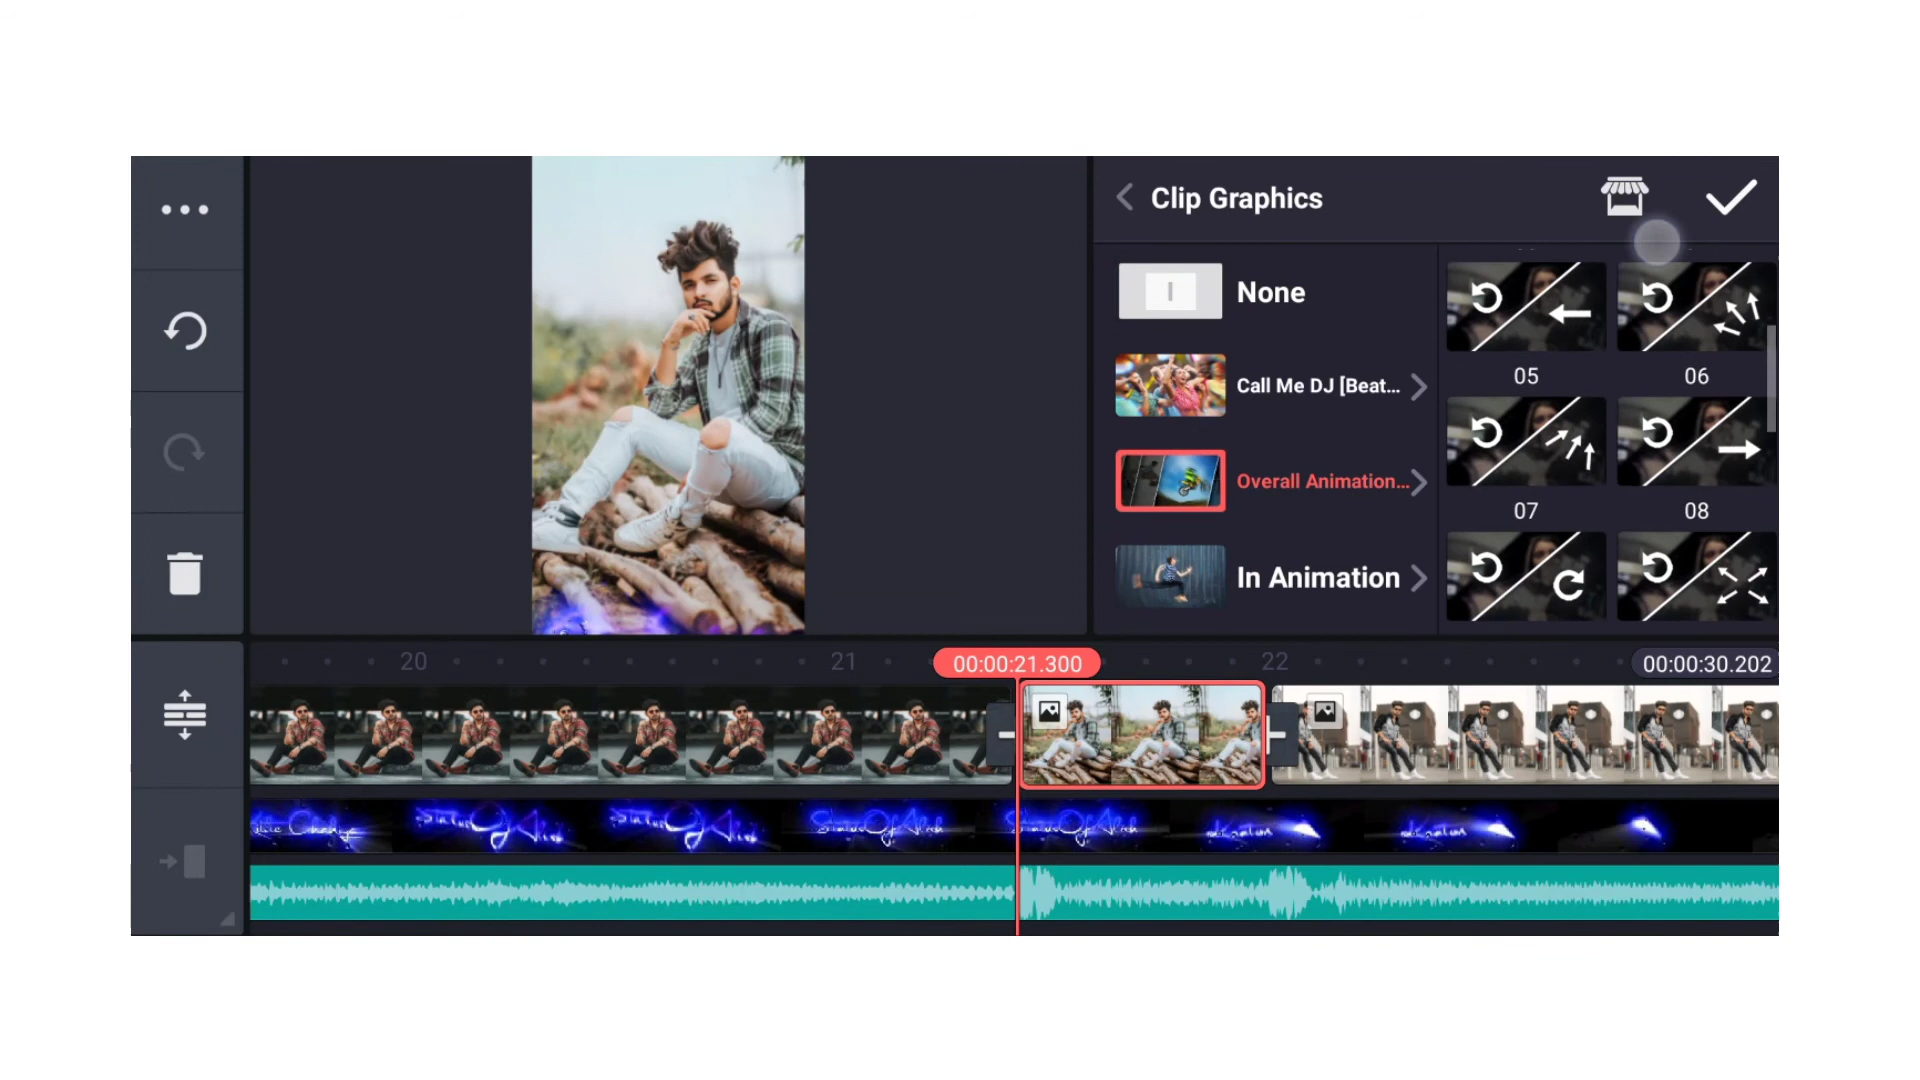 Clip Graphics
None
Call Me DJ [Beat...
05
06
Overall Animation...
07
08
In Animation
20
21
00:00:21.300
22
00:00:30.202